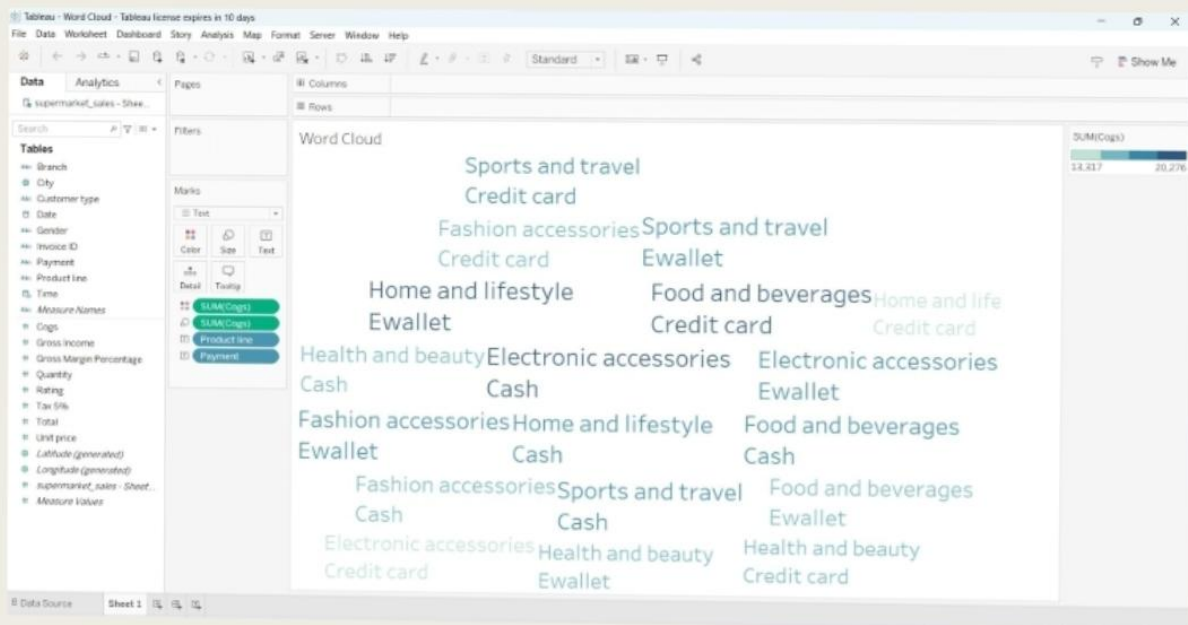 Tableau - Word Cloud - Tableau license expires in 10 days
File Data Worksheet Dashboard Story Analysis Map Format Server Window Help
Standard
Show Me
Data Analytics
supermarket_sales - Shee...
Search
Tables
Abc Branch
City
Abc Customer type
Date
Abc Gender
Abc Invoice ID
Abc Payment
Abc Product line
Time
Abc Measure Names
# Cogs
# Gross Income
# Gross Margin Percentage
# Quantity
# Rating
# Tax 5%
# Total
# Unit price
Latitude (generated)
Longitude (generated)
# supermarket_sales - Sheet...
# Measure Values
Pages
Filters
Marks
Text
Color Size Text
Detail Tooltip
SUM(Cogs)
SUM(Cogs)
Product line
Payment
Columns
Rows
Word Cloud
Sports and travel
Credit card
Fashion accessories
Credit card
Sports and travel
Ewallet
Home and lifestyle
Ewallet
Food and beverages
Credit card
Home and life
Credit card
Health and beauty
Cash
Electronic accessories
Cash
Electronic accessories
Ewallet
Fashion accessories
Ewallet
Home and lifestyle
Cash
Food and beverages
Cash
Fashion accessories
Cash
Sports and travel
Cash
Food and beverages
Ewallet
Electronic accessories
Credit card
Health and beauty
Ewallet
Health and beauty
Credit card
SUM(Cogs)
13,317 20,276
Data Source Sheet 1